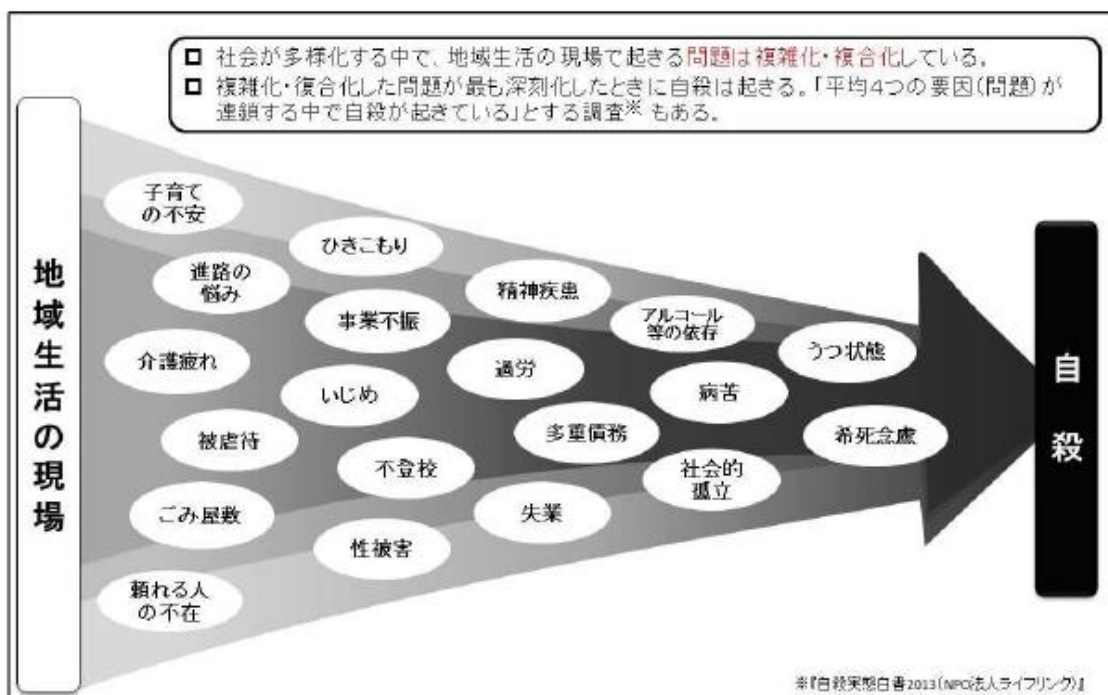 □ 社会が多様化する中で、地域生活の現場で起きる問題は複雑化・複合化している。
□ 複雑化・復合化した問題が最も深刻化したときに自殺は起きる。「平均4つの要因(問題)が
連鎖する中で自殺が起きている」とする調査※もある。
地域生活の現場
子育て
の不安
進路の
悩み
介護疲れ
被虐待
ごみ屋敷
頼れる人
の不在
ひきこもり
事業不振
いじめ
不登校
性被害
精神疾患
過労
多重債務
失業
アルコール
等の依存
病苦
社会的
孤立
うつ状態
希死念慮
自殺
※『自殺実態白書2013(NPO法人ライフリンク)』